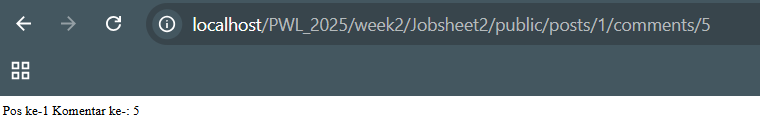 localhost/PWL_2025/week2/Jobsheet2/public/posts/1/comments/5
Pos ke-1 Komentar ke-: 5